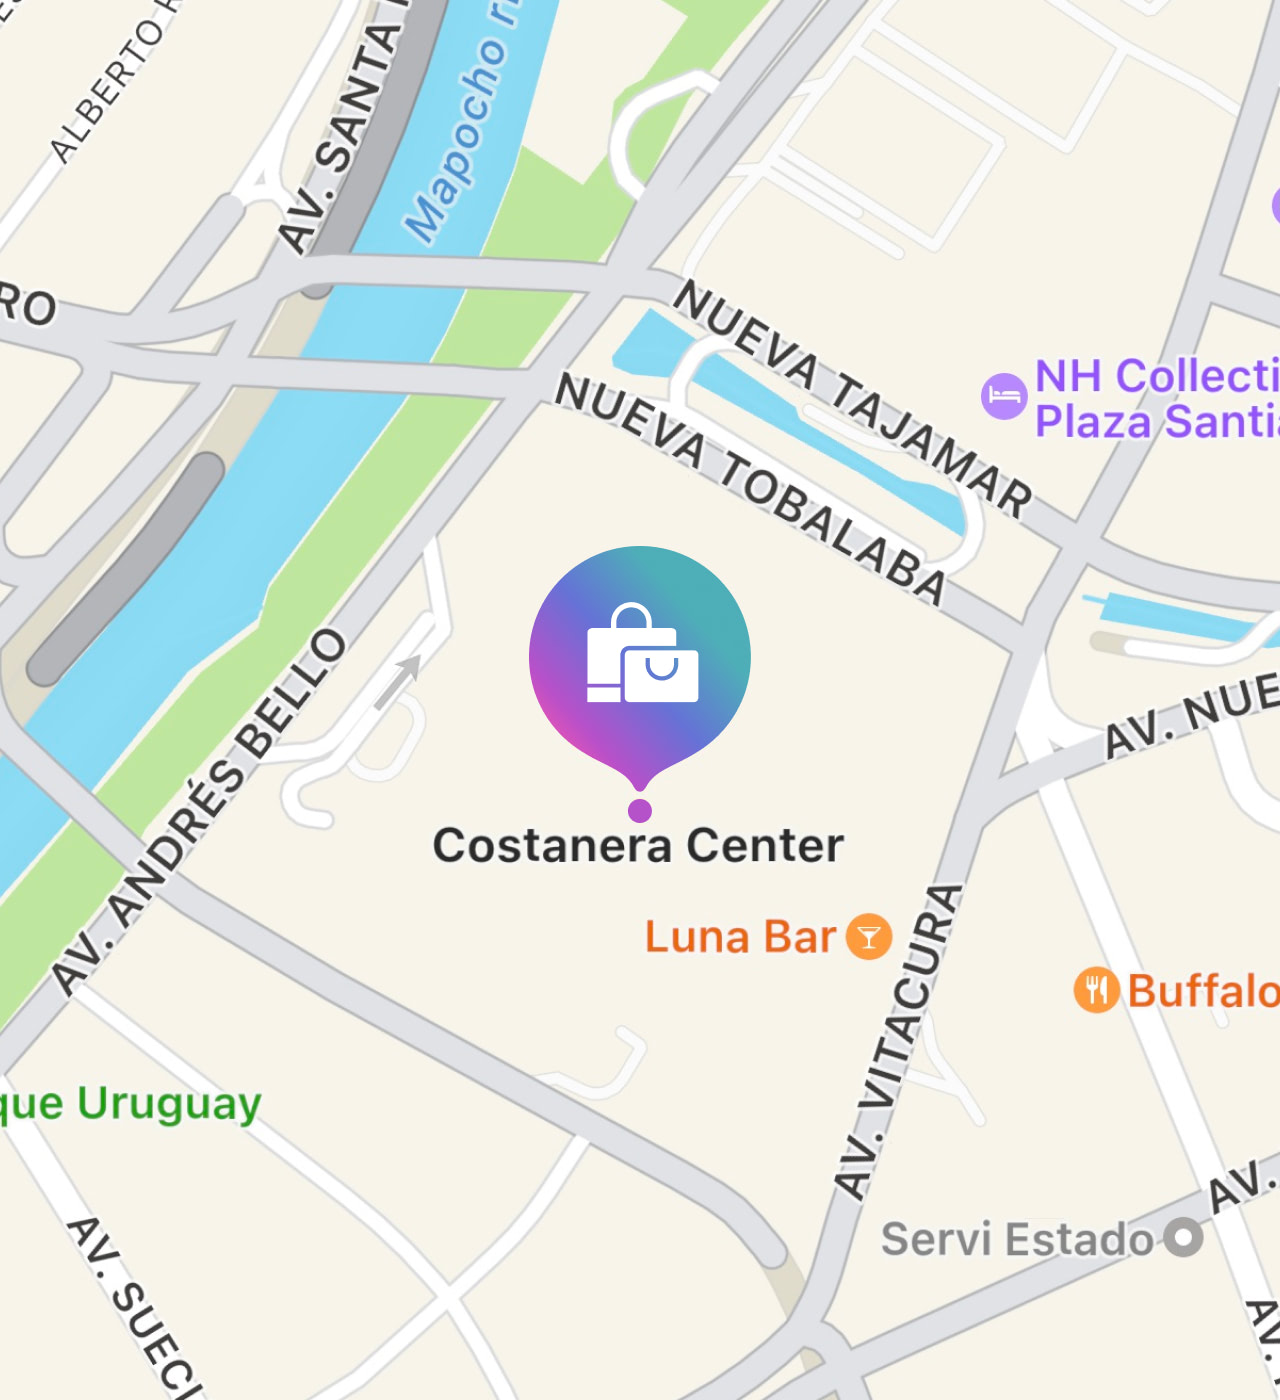 ALBERTO R
AV. SANTA
Mapocho ri
RO
NUEVA TAJAMAR
NH Collecti
Plaza Santi
NUEVA TOBALABA
AV. ANDRÉS BELLO
AV. NUE
Costanera Center
Luna Bar
AV. VITACURA
Buffalo
que Uruguay
AV.
Servi Estado
AV. SUECI
AV.